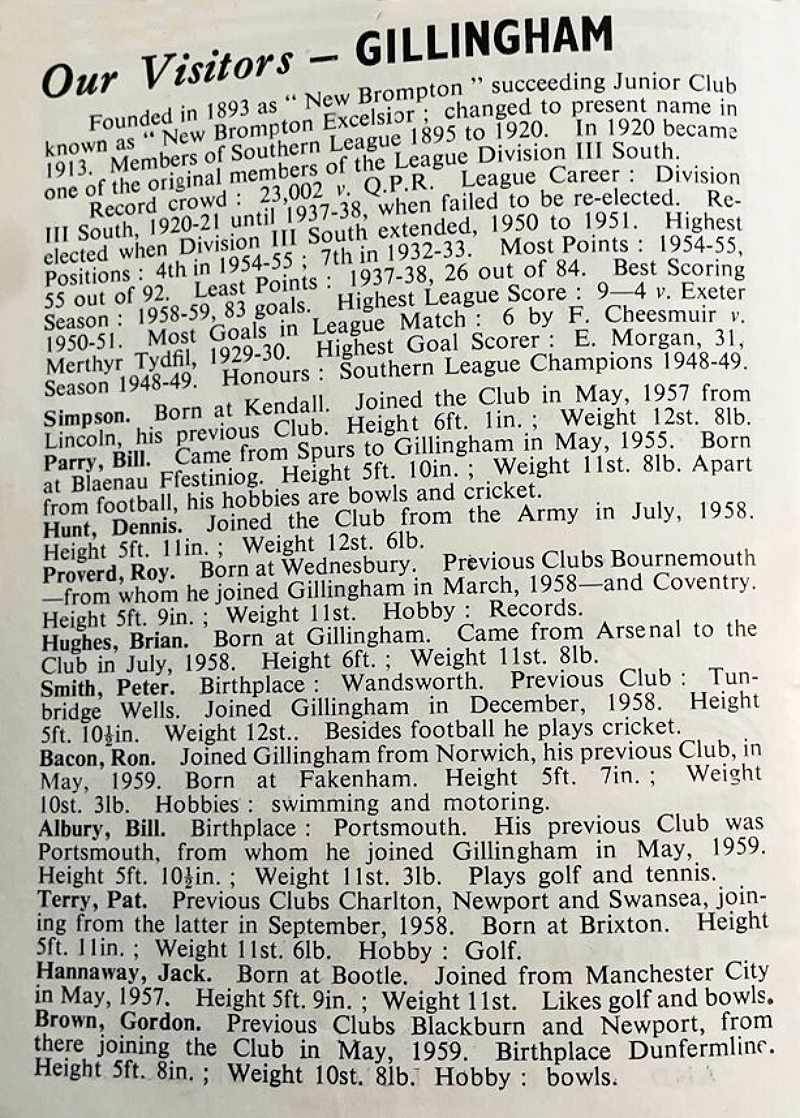 Our Visitors – GILLINGHAM
Founded in 1893 as “ New Brompton ” succeeding Junior Club
known as “ New Brompton Excelsior ; changed to present name in
1913. Members of Southern League 1895 to 1920. In 1920 became
one of the original members of the League Division III South.
Record crowd : 23,002 v. Q.P.R. League Career : Division
III South, 1920-21 until 1937-38, when failed to be re-elected. Re-
elected when Division III South extended, 1950 to 1951. Highest
Positions : 4th in 1954-55 ; 7th in 1932-33. Most Points : 1954-55,
55 out of 92. Least Points : 1937-38, 26 out of 84. Best Scoring
Season : 1958-59, 83 goals. Highest League Score : 9—4 v. Exeter
1950-51. Most Goals in League Match : 6 by F. Cheesmuir v.
Merthyr Tydfil, 1929-30. Highest Goal Scorer : E. Morgan, 31,
Season 1948-49. Honours : Southern League Champions 1948-49.
Simpson. Born at Kendall. Joined the Club in May, 1957 from
Lincoln, his previous Club. Height 6ft. 1in. ; Weight 12st. 8lb.
Parry, Bill. Came from Spurs to Gillingham in May, 1955. Born
at Blaenau Ffestiniog. Height 5ft. 10in. ; Weight 11st. 8lb. Apart
from football, his hobbies are bowls and cricket.
Hunt, Dennis. Joined the Club from the Army in July, 1958.
Height 5ft. 11in. ; Weight 12st. 6lb.
Proverd, Roy. Born at Wednesbury. Previous Clubs Bournemouth
—from whom he joined Gillingham in March, 1958—and Coventry.
Height 5ft. 9in. ; Weight 11st. Hobby : Records.
Hughes, Brian. Born at Gillingham. Came from Arsenal to the
Club in July, 1958. Height 6ft. ; Weight 11st. 8lb.
Smith, Peter. Birthplace : Wandsworth. Previous Club : Tun-
bridge Wells. Joined Gillingham in December, 1958. Height
5ft. 10½in. Weight 12st.. Besides football he plays cricket.
Bacon, Ron. Joined Gillingham from Norwich, his previous Club, in
May, 1959. Born at Fakenham. Height 5ft. 7in. ; Weight
10st. 3lb. Hobbies : swimming and motoring.
Albury, Bill. Birthplace : Portsmouth. His previous Club was
Portsmouth, from whom he joined Gillingham in May, 1959.
Height 5ft. 10½in. ; Weight 11st. 3lb. Plays golf and tennis.
Terry, Pat. Previous Clubs Charlton, Newport and Swansea, join-
ing from the latter in September, 1958. Born at Brixton. Height
5ft. 11in. ; Weight 11st. 6lb. Hobby : Golf.
Hannaway, Jack. Born at Bootle. Joined from Manchester City
in May, 1957. Height 5ft. 9in. ; Weight 11st. Likes golf and bowls.
Brown, Gordon. Previous Clubs Blackburn and Newport, from
there joining the Club in May, 1959. Birthplace Dunfermline.
Height 5ft. 8in. ; Weight 10st. 8lb. Hobby : bowls.